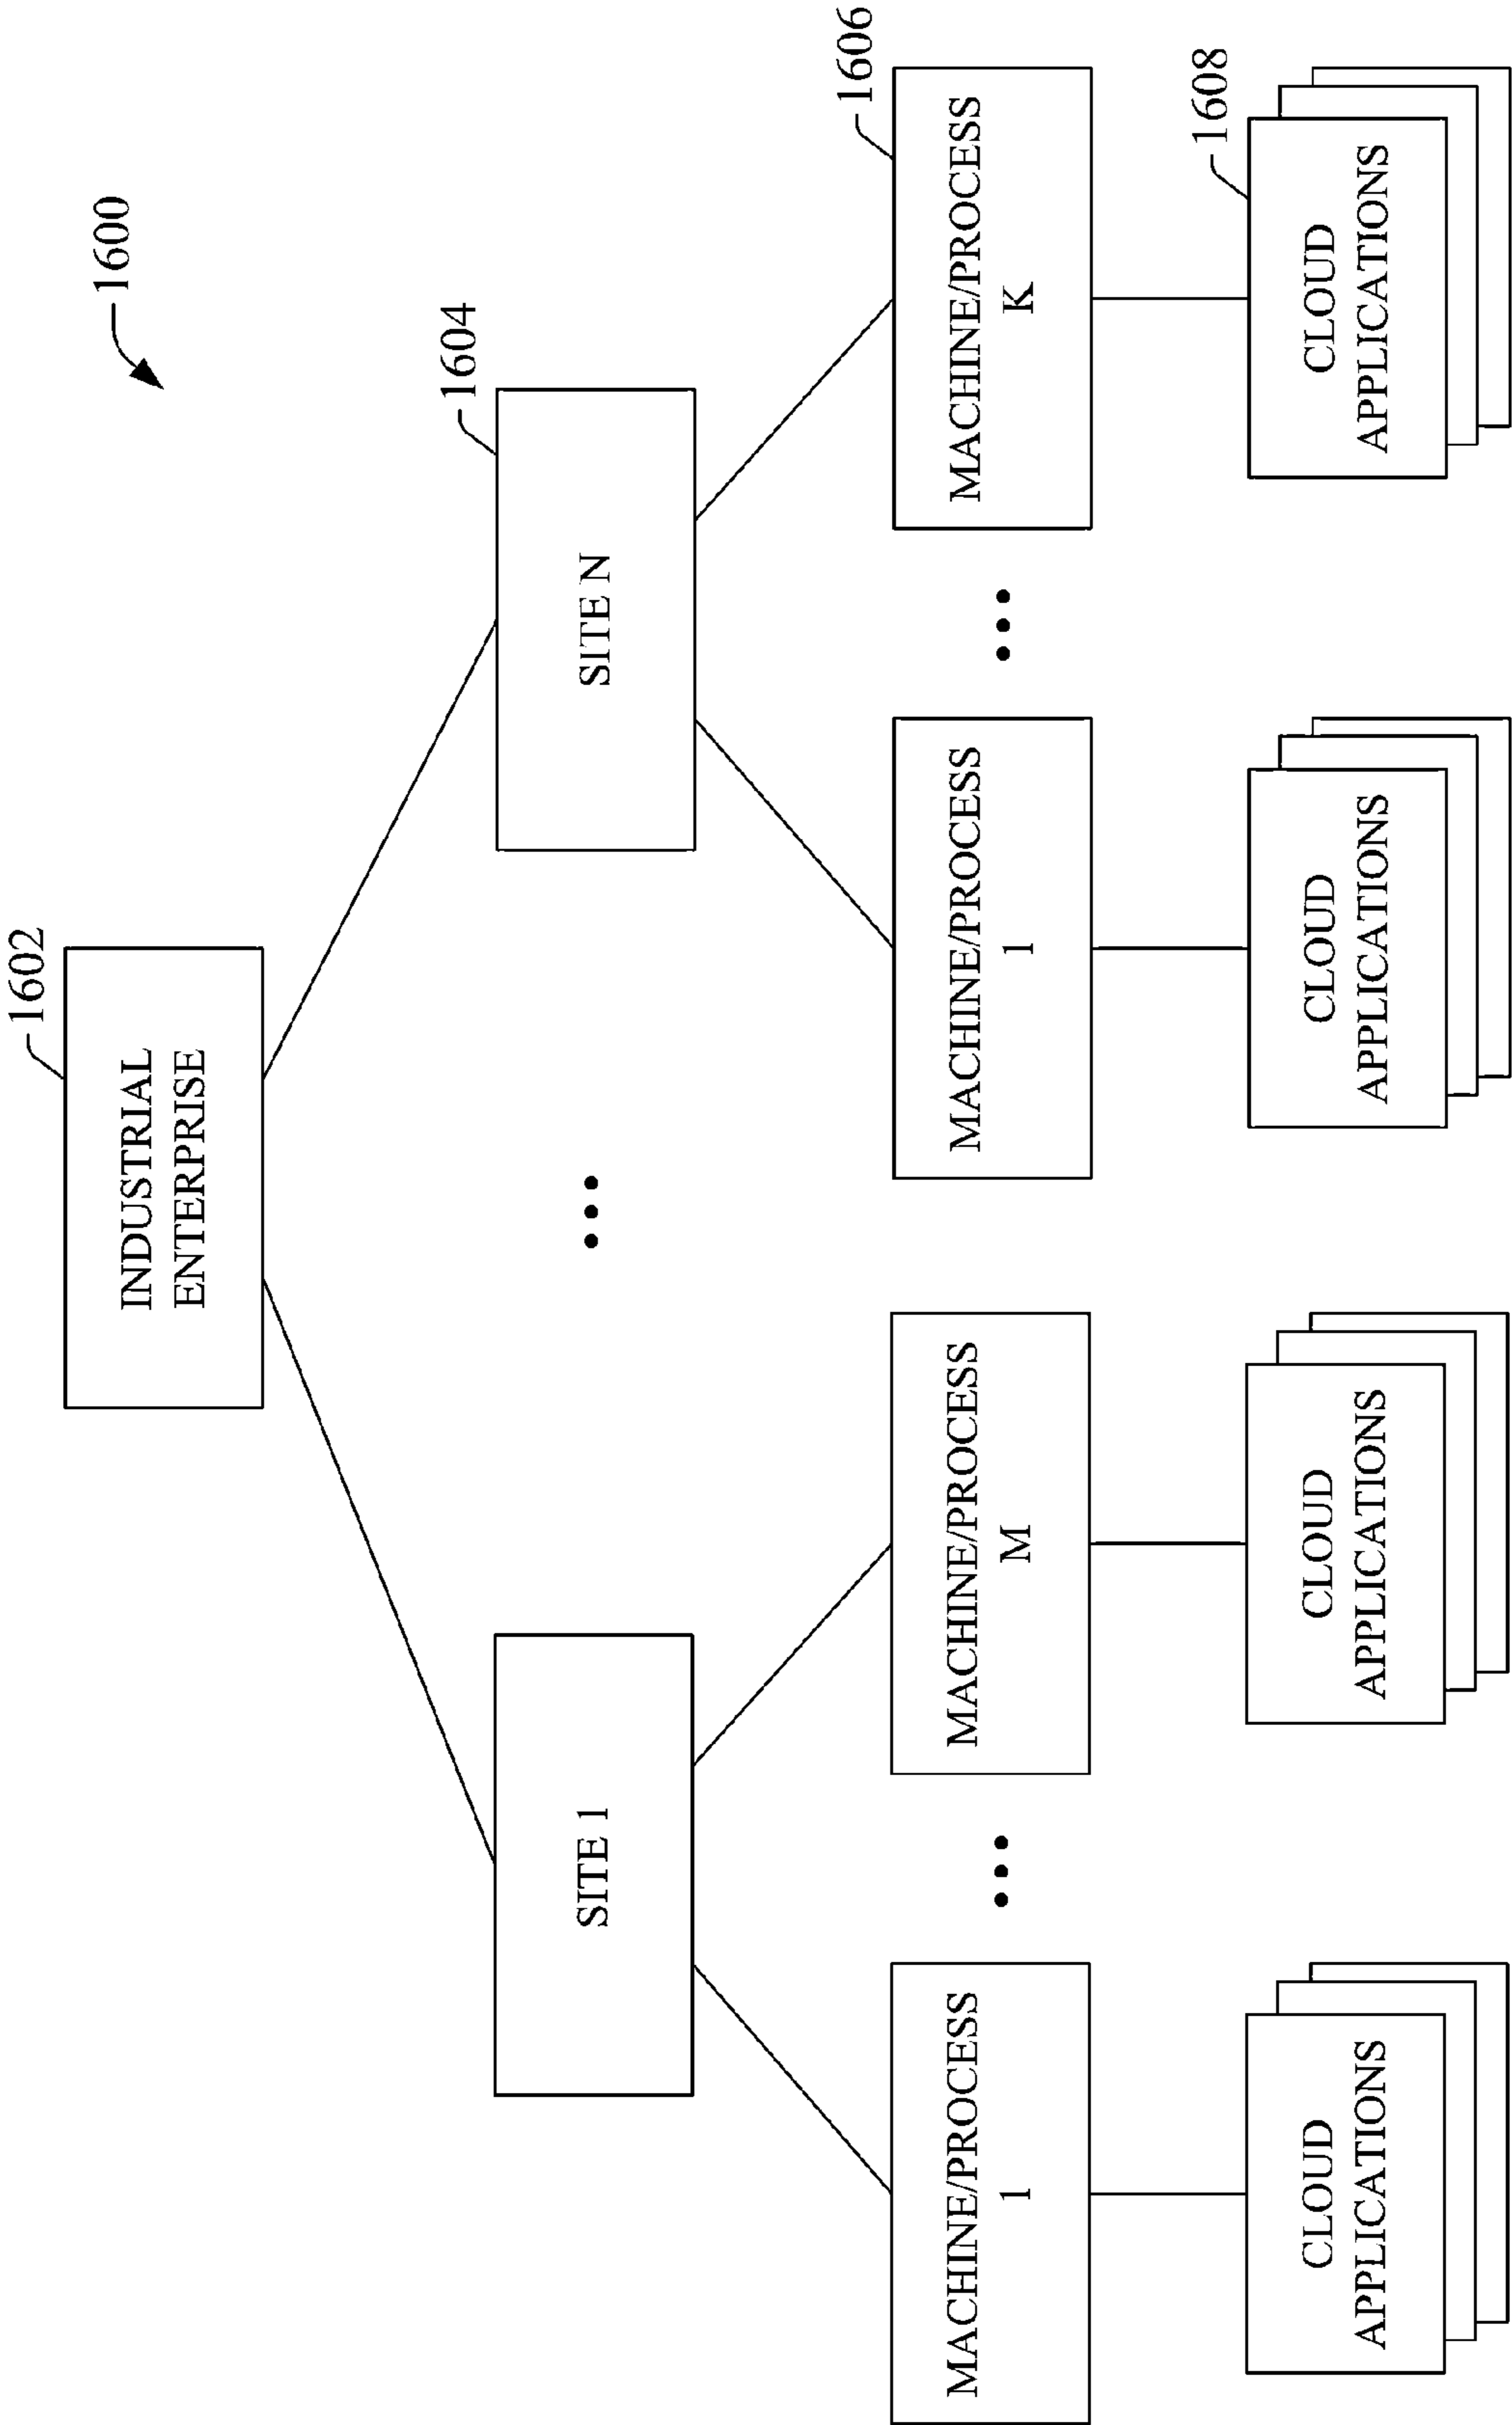 1600
1602
INDUSTRIAL
ENTERPRISE
1604
SITE 1
SITE N
1606
MACHINE/PROCESS
1
MACHINE/PROCESS
M
MACHINE/PROCESS
1
MACHINE/PROCESS
K
1608
CLOUD
APPLICATIONS
CLOUD
APPLICATIONS
CLOUD
APPLICATIONS
CLOUD
APPLICATIONS